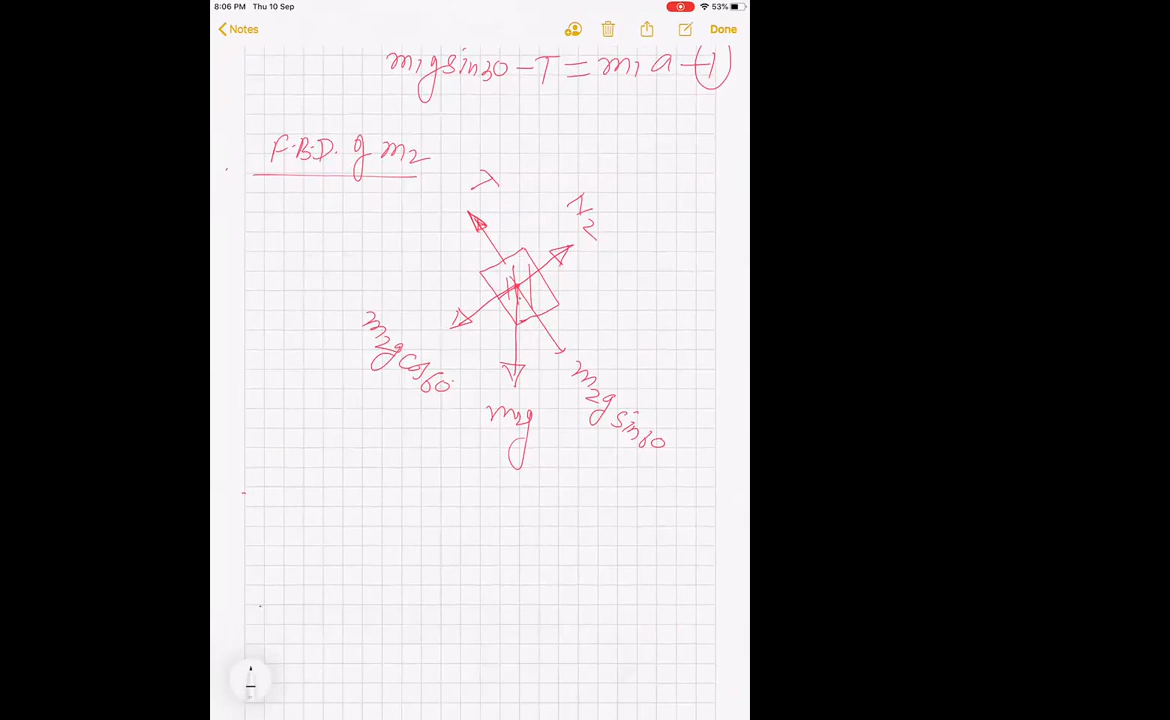 8:06 PM Thu 10 Sep 53%
Notes Done
m1g sin30 - T = m1 a -(1)
F.B.D. of m2
T
N2
m2g cos60
m2g
m2g sin60